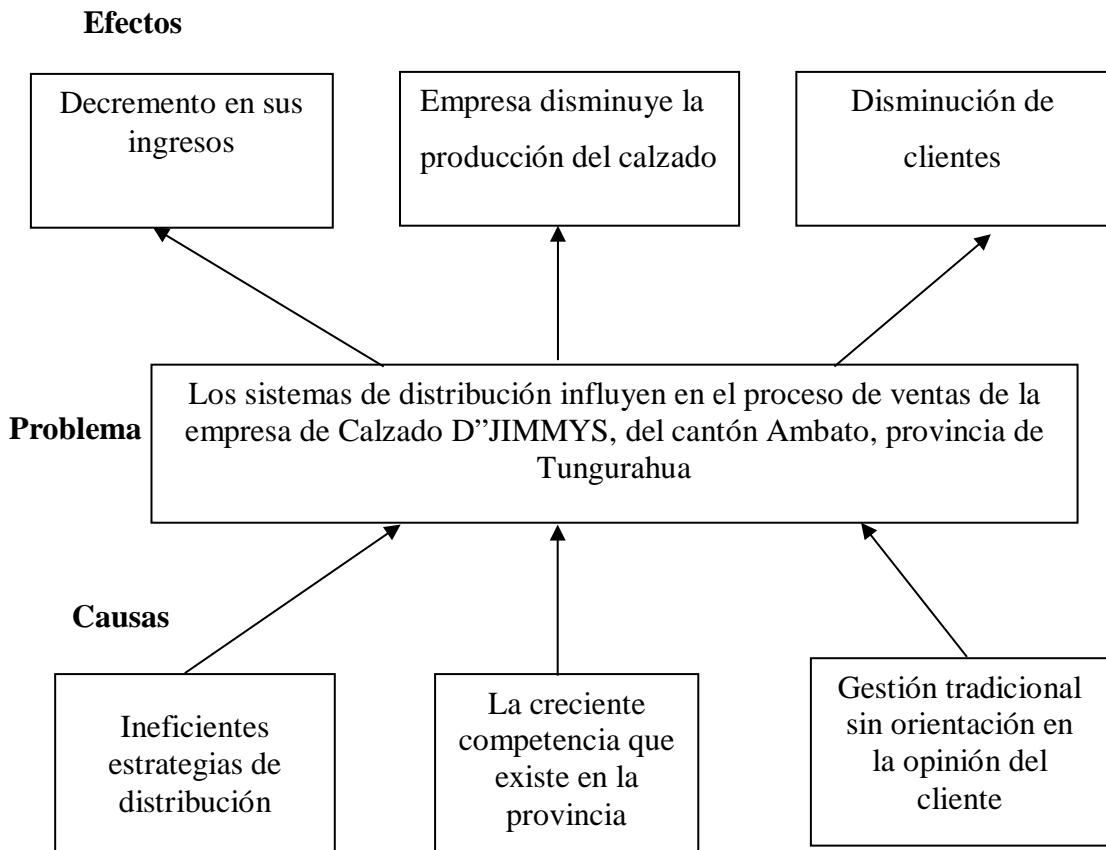 Efectos
Decremento en sus
ingresos
Empresa disminuye la
producción del calzado
Disminución de
clientes
Problema
Los sistemas de distribución influyen en el proceso de ventas de la
empresa de Calzado D”JIMMYS, del cantón Ambato, provincia de
Tungurahua
Causas
Ineficientes
estrategias de
distribución
La creciente
competencia que
existe en la
provincia
Gestión tradicional
sin orientación en
la opinión del
cliente